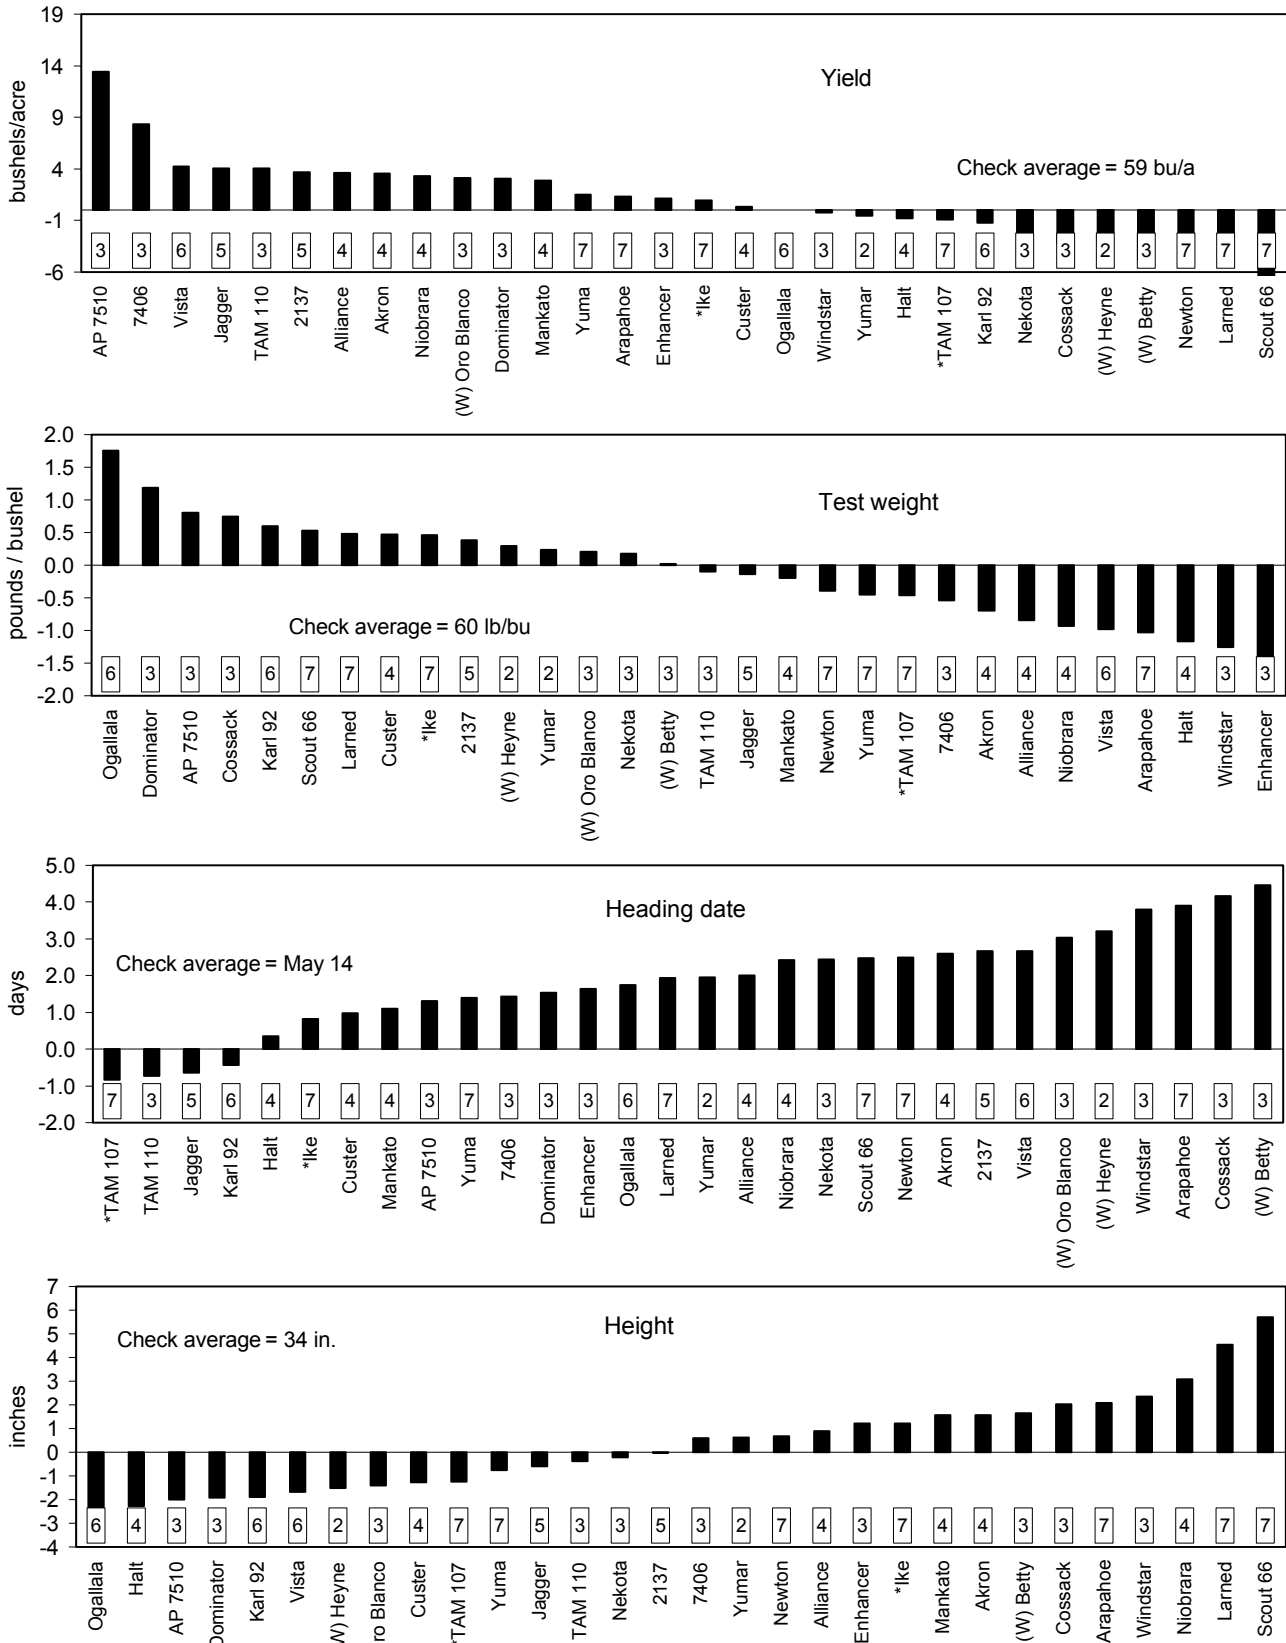 19
14
9
4
-1
-6
bushels/acre
Yield
Check average = 59 bu/a
3 3 6 5 3 5 4 4 4 3 3 4 7 7 3 7 4 6 3 2 4 7 6 3 3 2 3 7 7 7
AP 7510
7406
Vista
Jagger
TAM 110
2137
Alliance
Akron
Niobrara
(W) Oro Blanco
Dominator
Mankato
Yuma
Arapahoe
Enhancer
*Ike
Custer
Ogallala
Windstar
Yumar
Halt
*TAM 107
Karl 92
Nekota
Cossack
(W) Heyne
(W) Betty
Newton
Larned
Scout 66
2.0
1.5
1.0
0.5
0.0
-0.5
-1.0
-1.5
-2.0
pounds / bushel
Test weight
Check average = 60 lb/bu
6 3 3 3 6 7 7 4 7 5 2 2 3 3 3 3 5 4 7 7 7 3 4 4 4 6 7 4 3 3
Ogallala
Dominator
AP 7510
Cossack
Karl 92
Scout 66
Larned
Custer
*Ike
2137
(W) Heyne
Yumar
(W) Oro Blanco
Nekota
(W) Betty
TAM 110
Jagger
Mankato
Newton
Yuma
*TAM 107
7406
Akron
Alliance
Niobrara
Vista
Arapahoe
Halt
Windstar
Enhancer
5.0
4.0
3.0
2.0
1.0
0.0
-1.0
-2.0
days
Heading date
Check average = May 14
7 3 5 6 4 7 4 4 3 7 3 3 3 6 7 2 4 4 3 7 7 4 5 6 3 2 3 7 3 3
*TAM 107
TAM 110
Jagger
Karl 92
Halt
*Ike
Custer
Mankato
AP 7510
Yuma
7406
Dominator
Enhancer
Ogallala
Larned
Yumar
Alliance
Niobrara
Nekota
Scout 66
Newton
Akron
2137
Vista
(W) Oro Blanco
(W) Heyne
Windstar
Arapahoe
Cossack
(W) Betty
7
6
5
4
3
2
1
0
-1
-2
-3
-4
inches
Height
Check average = 34 in.
6 4 3 3 6 6 2 3 4 7 7 5 3 3 5 3 2 7 4 3 7 4 4 3 3 7 3 4 7 7
Ogallala
Halt
AP 7510
Dominator
Karl 92
Vista
W) Heyne
ro Blanco
Custer
*TAM 107
Yuma
Jagger
TAM 110
Nekota
2137
7406
Yumar
Newton
Alliance
Enhancer
*Ike
Mankato
Akron
(W) Betty
Cossack
Arapahoe
Windstar
Niobrara
Larned
Scout 66